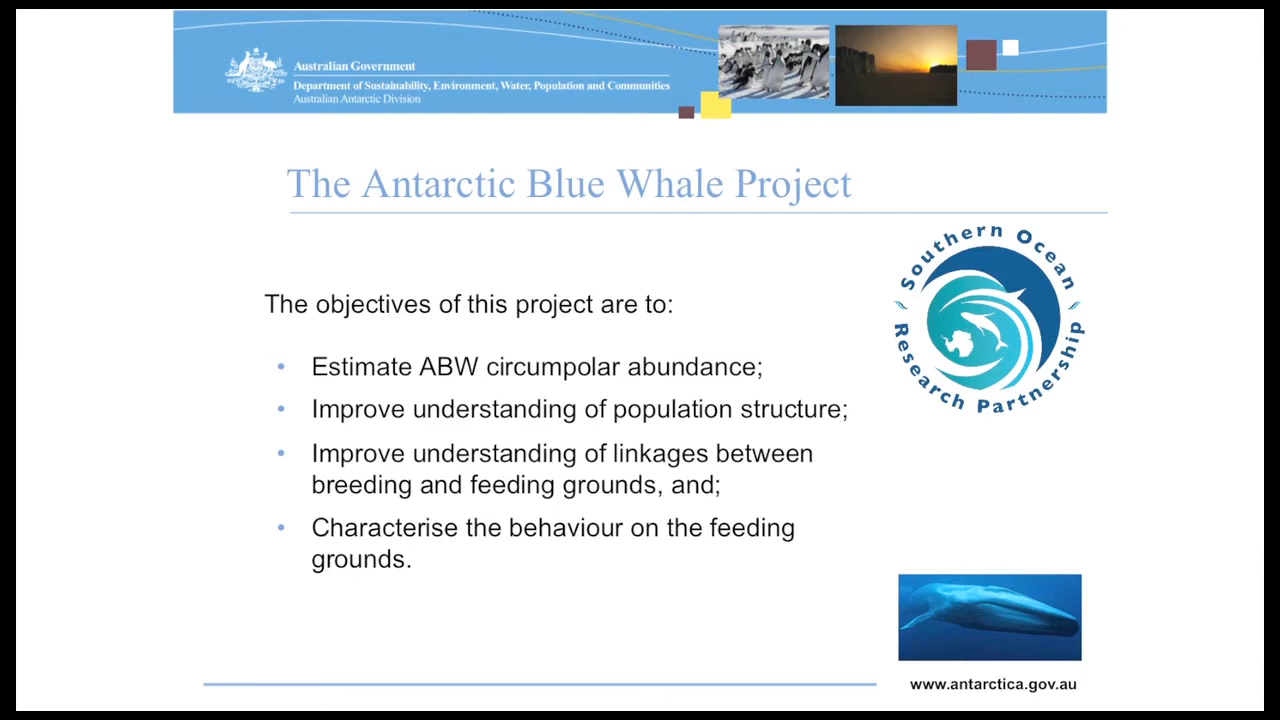 Australian Government
Department of Sustainability, Environment, Water, Population and Communities
Australian Antarctic Division
The Antarctic Blue Whale Project
Southern Ocean
Research Partnership
The objectives of this project are to:
• Estimate ABW circumpolar abundance;
• Improve understanding of population structure;
• Improve understanding of linkages between
breeding and feeding grounds, and;
• Characterise the behaviour on the feeding
grounds.
www.antarctica.gov.au